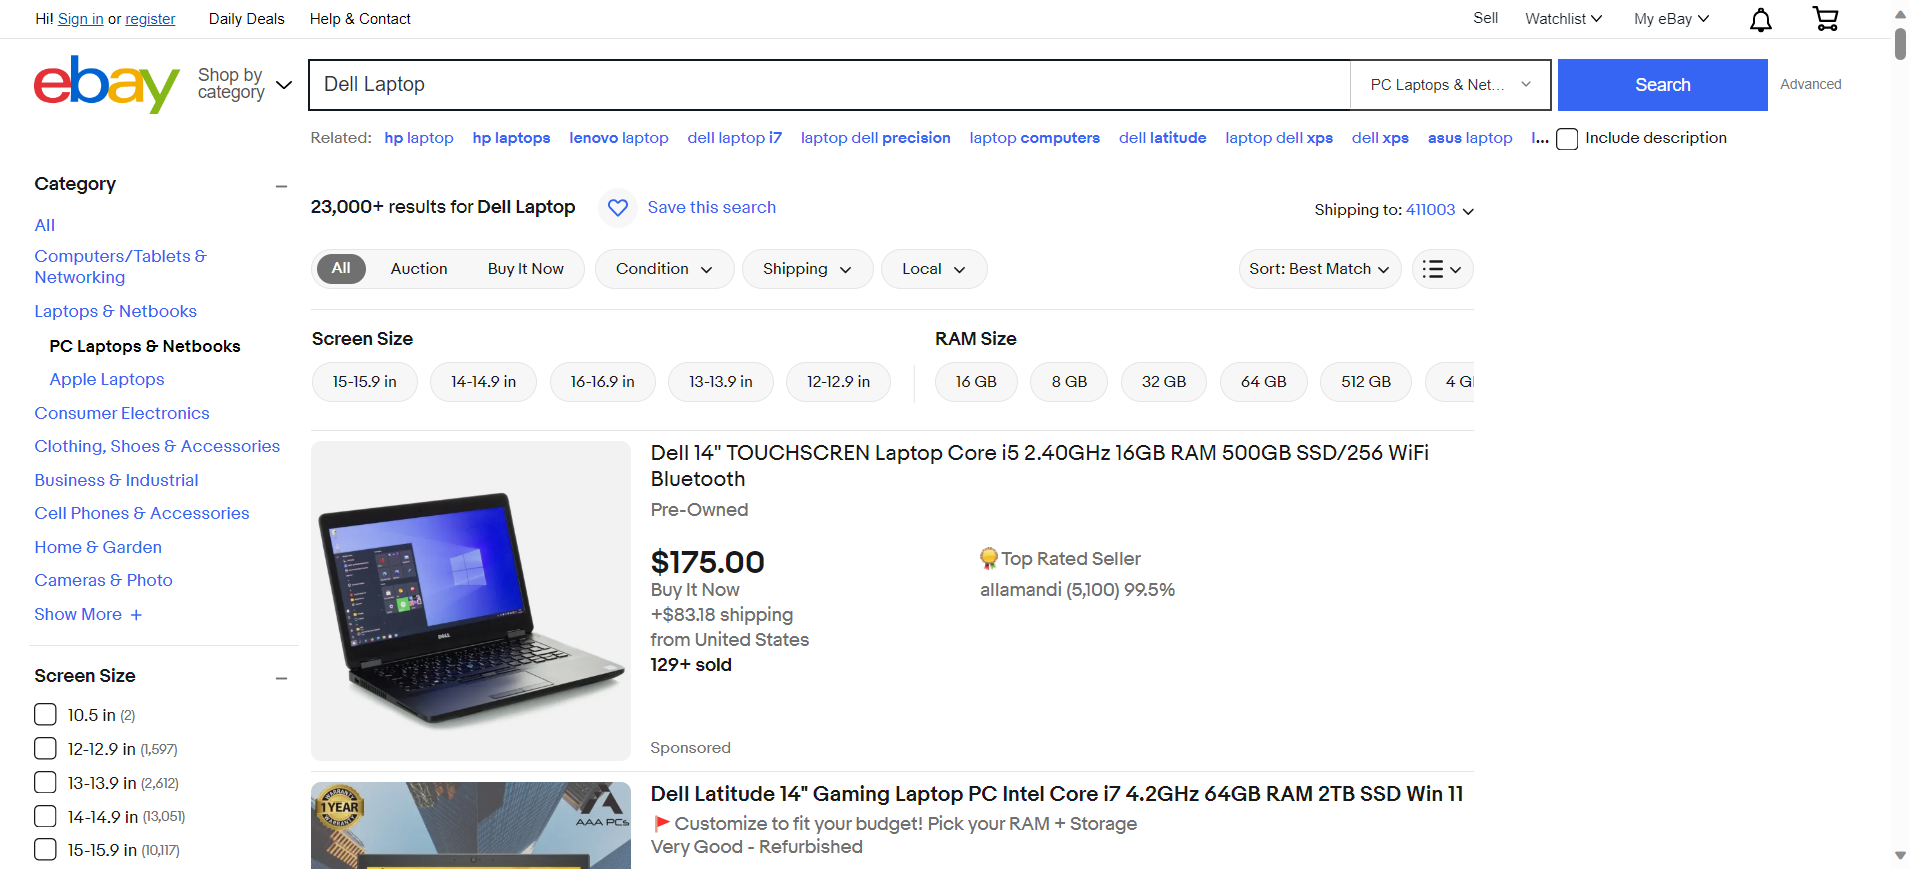 Hi! Sign in or register Daily Deals Help & Contact Sell Watchlist My eBay
ebay
Shop by
category
Dell Laptop PC Laptops & Net... Search Advanced
Related: hp laptop hp laptops lenovo laptop dell laptop i7 laptop dell precision laptop computers dell latitude laptop dell xps dell xps asus laptop l... Include description
Category
All
Computers/Tablets &
Networking
Laptops & Netbooks
PC Laptops & Netbooks
Apple Laptops
Consumer Electronics
Clothing, Shoes & Accessories
Business & Industrial
Cell Phones & Accessories
Home & Garden
Cameras & Photo
Show More +
Screen Size
10.5 in (2)
12-12.9 in (1,597)
13-13.9 in (2,612)
14-14.9 in (13,051)
15-15.9 in (10,117)
23,000+ results for Dell Laptop Save this search Shipping to: 411003
All Auction Buy It Now Condition Shipping Local Sort: Best Match
Screen Size
15-15.9 in 14-14.9 in 16-16.9 in 13-13.9 in 12-12.9 in
RAM Size
16 GB 8 GB 32 GB 64 GB 512 GB 4 G
DELL
Dell 14" TOUCHSCREN Laptop Core i5 2.40GHz 16GB RAM 500GB SSD/256 WiFi
Bluetooth
Pre-Owned
$175.00
Buy It Now
+$83.18 shipping
from United States
129+ sold
Top Rated Seller
allamandi (5,100) 99.5%
Sponsored
WARRANTY
1 YEAR
AAA PCs
Dell Latitude 14" Gaming Laptop PC Intel Core i7 4.2GHz 64GB RAM 2TB SSD Win 11
Customize to fit your budget! Pick your RAM + Storage
Very Good - Refurbished